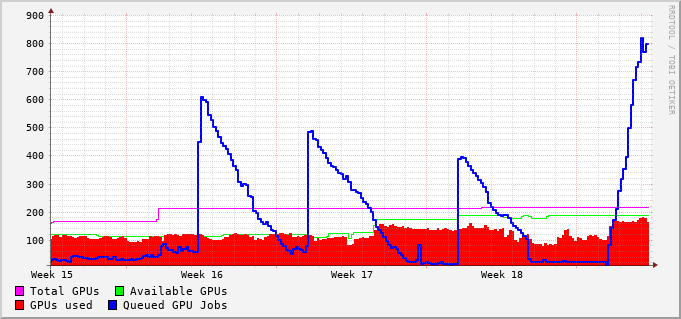 900
800
700
600
500
400
300
200
100
Week 15 Week 16 Week 17 Week 18
Total GPUs Available GPUs
GPUs used Queued GPU Jobs
RRDTOOL / TOBI OETIKER